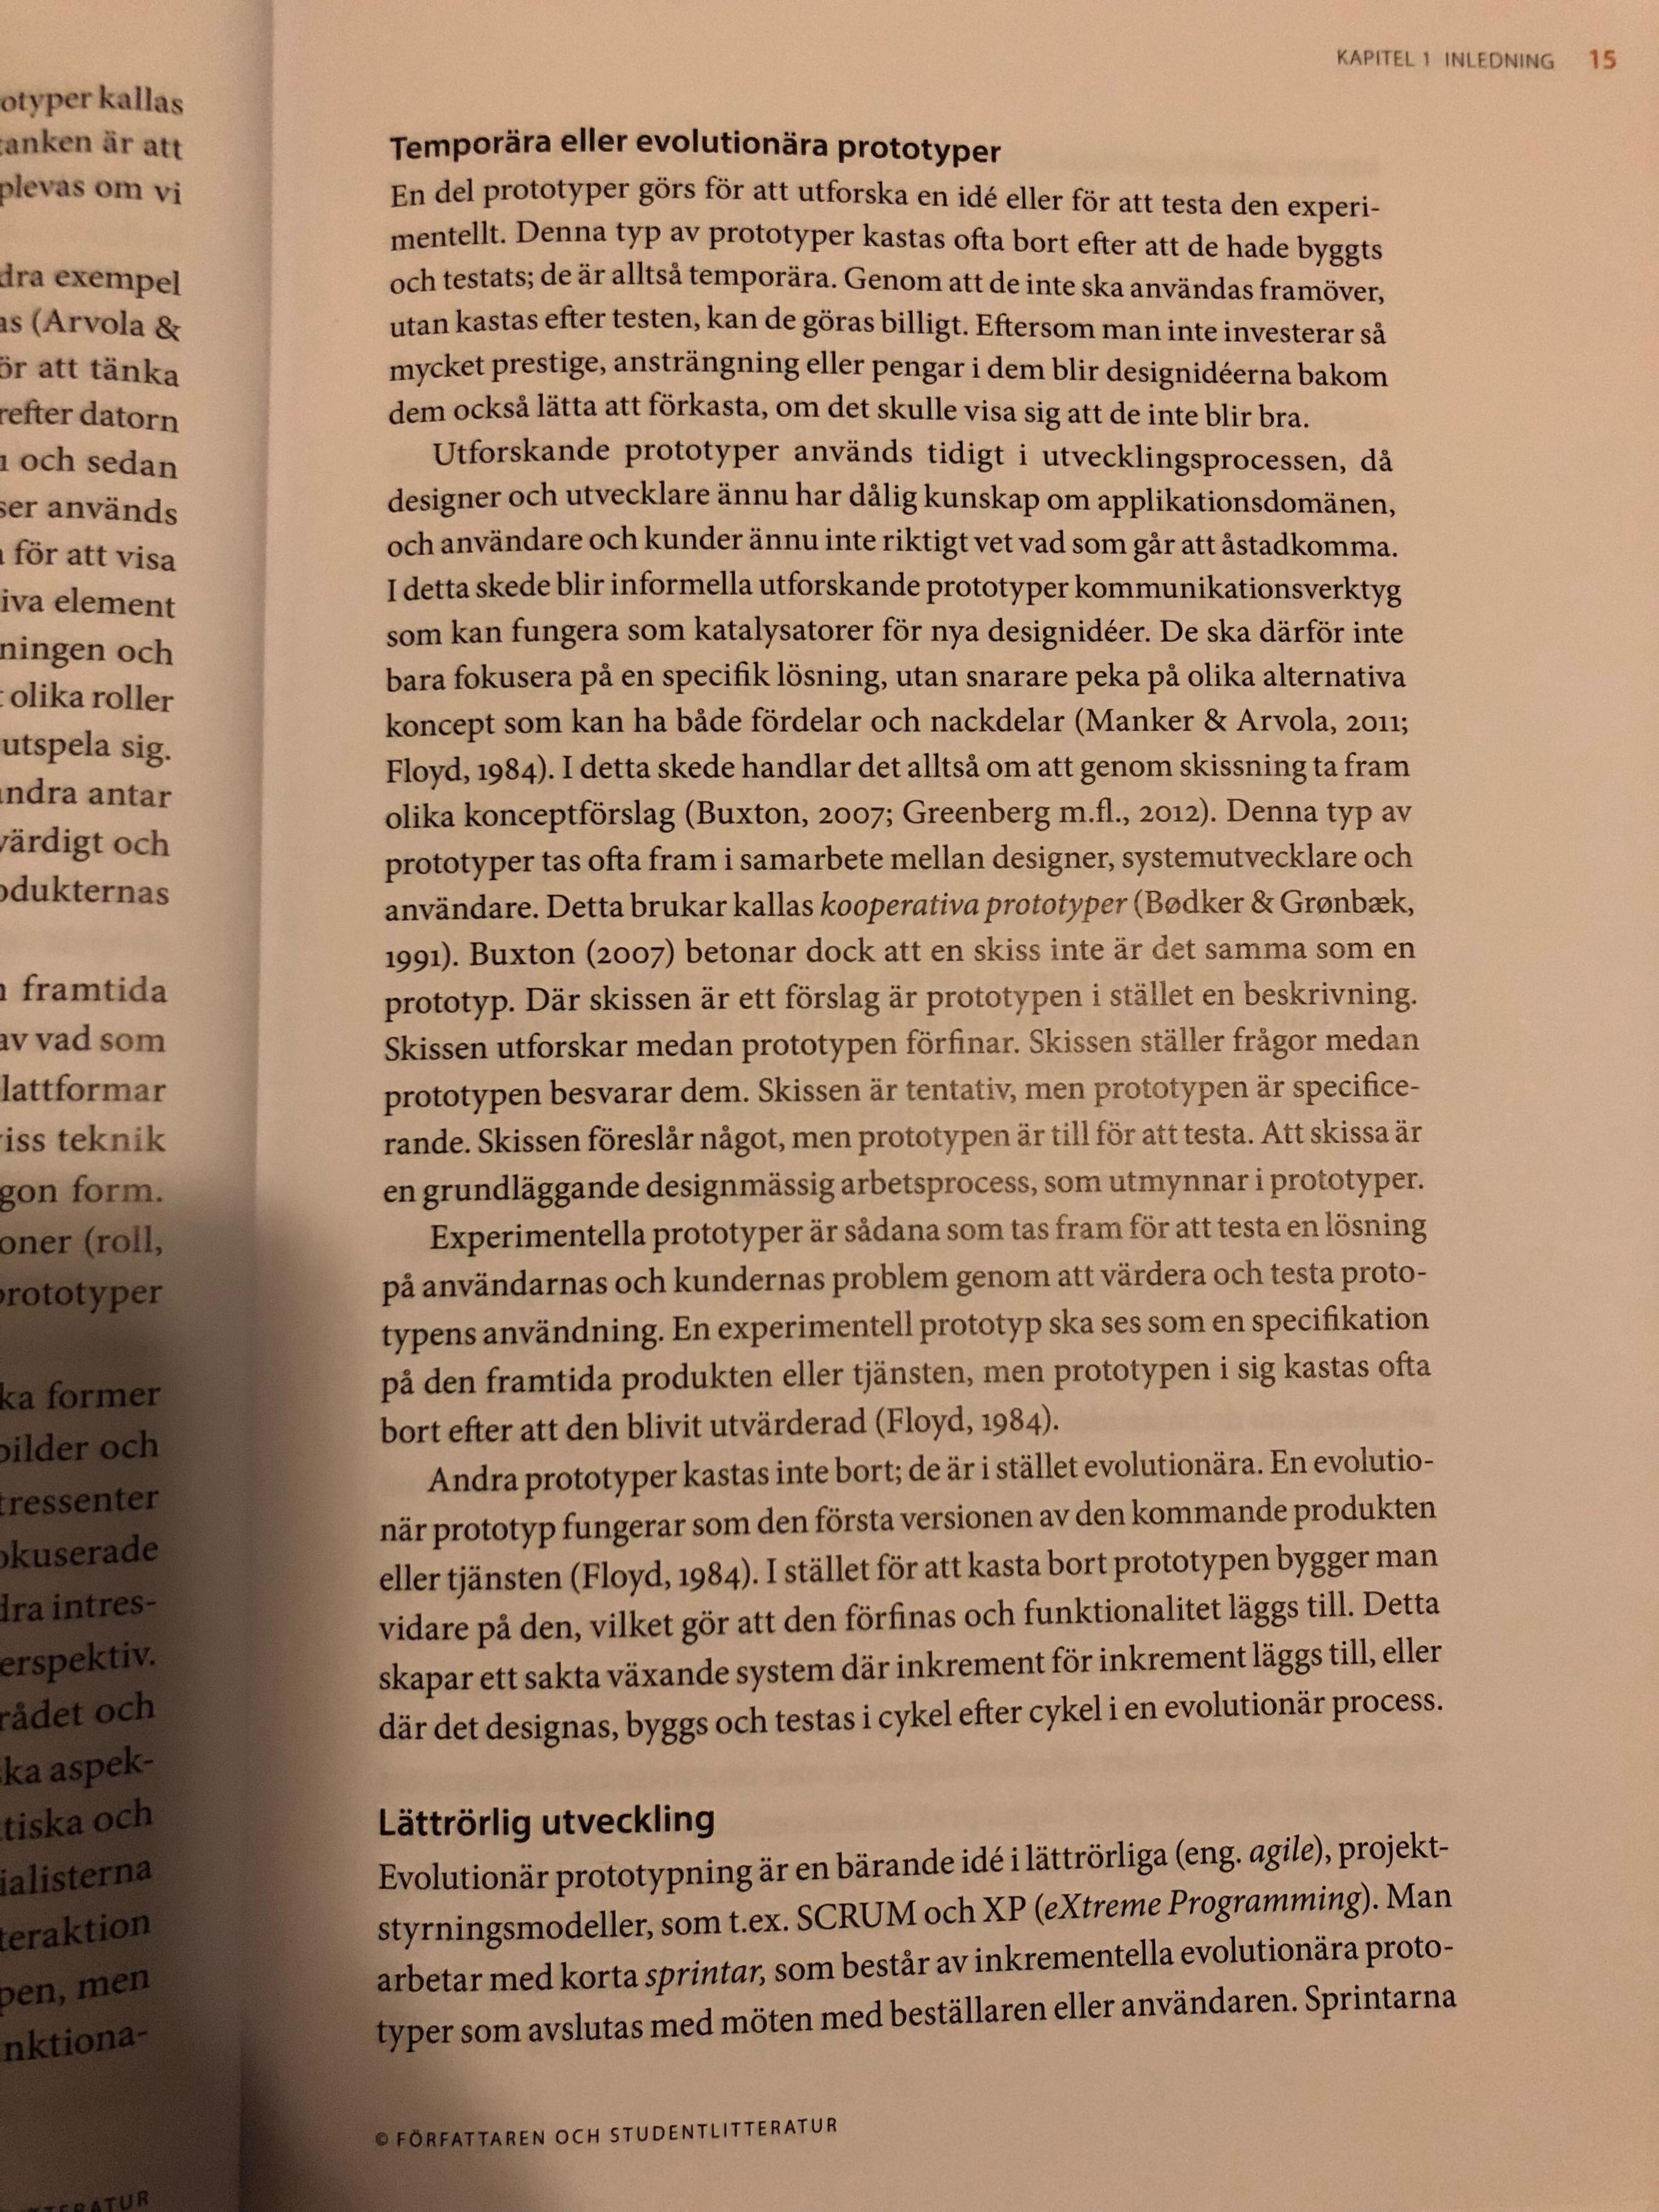 otyper kallas
tanken är att
plevas om vi
dra exempel
as (Arvola &
ör att tänka
refter datorn
och sedan
ser används
för att visa
iva element
ningen och
olika roller
utspela sig.
andra antar
värdigt och
odukternas
framtida
av vad som
lattformar
viss teknik
gon form.
oner (roll,
prototyper
ka former
bilder och
tressenter
okuserade
dra intres-
erspektiv.
rådet och
ska aspek-
tiska och
ialisterna
teraktion
pen, men
nktiona-
KAPITEL 1 INLEDNING 15
Temporära eller evolutionära prototyper
En del prototyper görs för att utforska en idé eller för att testa den experi-
mentellt. Denna typ av prototyper kastas ofta bort efter att de hade byggts
och testats; de är alltså temporära. Genom att de inte ska användas framöver,
utan kastas efter testen, kan de göras billigt. Eftersom man inte investerar så
mycket prestige, ansträngning eller pengar i dem blir designidéerna bakom
dem också lätta att förkasta, om det skulle visa sig att de inte blir bra.
Utforskande prototyper används tidigt i utvecklingsprocessen, då
designer och utvecklare ännu har dålig kunskap om applikationsdomänen,
och användare och kunder ännu inte riktigt vet vad som går att åstadkomma.
I detta skede blir informella utforskande prototyper kommunikationsverktyg
som kan fungera som katalysatorer för nya designidéer. De ska därför inte
bara fokusera på en specifik lösning, utan snarare peka på olika alternativa
koncept som kan ha både fördelar och nackdelar (Manker & Arvola, 2011;
Floyd, 1984). I detta skede handlar det alltså om att genom skissning ta fram
olika konceptförslag (Buxton, 2007; Greenberg m.fl., 2012). Denna typ av
prototyper tas ofta fram i samarbete mellan designer, systemutvecklare och
användare. Detta brukar kallas kooperativa prototyper (Bødker & Grønbæk,
1991). Buxton (2007) betonar dock att en skiss inte är det samma som en
prototyp. Där skissen är ett förslag är prototypen i stället en beskrivning.
Skissen utforskar medan prototypen förfinar. Skissen ställer frågor medan
prototypen besvarar dem. Skissen är tentativ, men prototypen är specifice-
rande. Skissen föreslår något, men prototypen är till för att testa. Att skissa är
en grundläggande designmässig arbetsprocess, som utmynnar i prototyper.
Experimentella prototyper är sådana som tas fram för att testa en lösning
på användarnas och kundernas problem genom att värdera och testa proto-
typens användning. En experimentell prototyp ska ses som en specifikation
på den framtida produkten eller tjänsten, men prototypen i sig kastas ofta
bort efter att den blivit utvärderad (Floyd, 1984).
Andra prototyper kastas inte bort; de är i stället evolutionära. En evolutio-
när prototyp fungerar som den första versionen av den kommande produkten
eller tjänsten (Floyd, 1984). I stället för att kasta bort prototypen bygger man
vidare på den, vilket gör att den förfinas och funktionalitet läggs till. Detta
skapar ett sakta växande system där inkrement för inkrement läggs till, eller
där det designas, byggs och testas i cykel efter cykel i en evolutionär process.
Lättrörlig utveckling
Evolutionär prototypning är en bärande idé i lättrörliga (eng. agile), projekt-
styrningsmodeller, som t.ex. SCRUM och XP (eXtreme Programming). Man
arbetar med korta sprintar, som består av inkrementella evolutionära proto-
typer som avslutas med möten med beställaren eller användaren. Sprintarna
© FÖRFATTAREN OCH STUDENTLITTERATUR